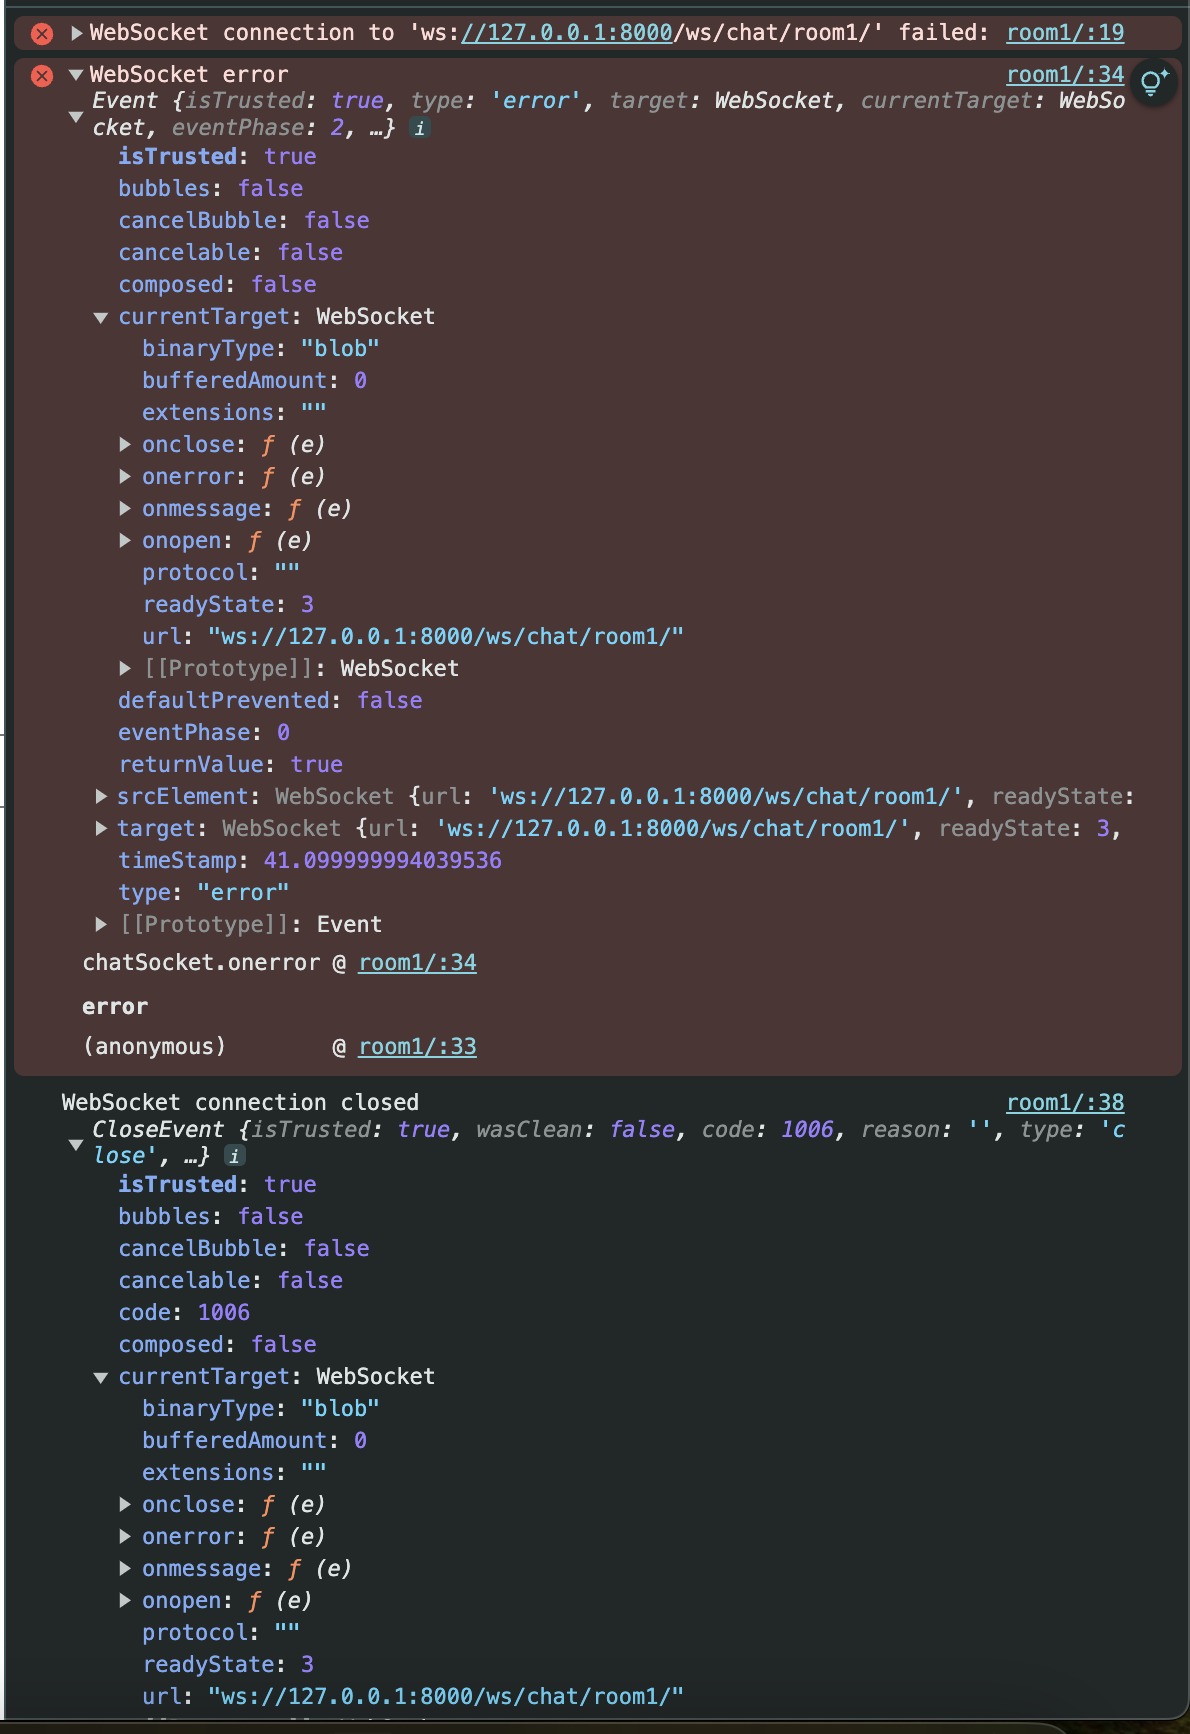 WebSocket connection to 'ws://127.0.0.1:8000/ws/chat/room1/' failed: room1/:19
WebSocket error room1/:34
Event {isTrusted: true, type: 'error', target: WebSocket, currentTarget: WebSo
cket, eventPhase: 2, …} i
isTrusted: true
bubbles: false
cancelBubble: false
cancelable: false
composed: false
currentTarget: WebSocket
binaryType: "blob"
bufferedAmount: 0
extensions: ""
onclose: ƒ (e)
onerror: ƒ (e)
onmessage: ƒ (e)
onopen: ƒ (e)
protocol: ""
readyState: 3
url: "ws://127.0.0.1:8000/ws/chat/room1/"
[[Prototype]]: WebSocket
defaultPrevented: false
eventPhase: 0
returnValue: true
srcElement: WebSocket {url: 'ws://127.0.0.1:8000/ws/chat/room1/', readyState:
target: WebSocket {url: 'ws://127.0.0.1:8000/ws/chat/room1/', readyState: 3,
timeStamp: 41.099999994039536
type: "error"
[[Prototype]]: Event
chatSocket.onerror @ room1/:34
error
(anonymous) @ room1/:33
WebSocket connection closed room1/:38
CloseEvent {isTrusted: true, wasClean: false, code: 1006, reason: '', type: 'c
lose', …} i
isTrusted: true
bubbles: false
cancelBubble: false
cancelable: false
code: 1006
composed: false
currentTarget: WebSocket
binaryType: "blob"
bufferedAmount: 0
extensions: ""
onclose: ƒ (e)
onerror: ƒ (e)
onmessage: ƒ (e)
onopen: ƒ (e)
protocol: ""
readyState: 3
url: "ws://127.0.0.1:8000/ws/chat/room1/"